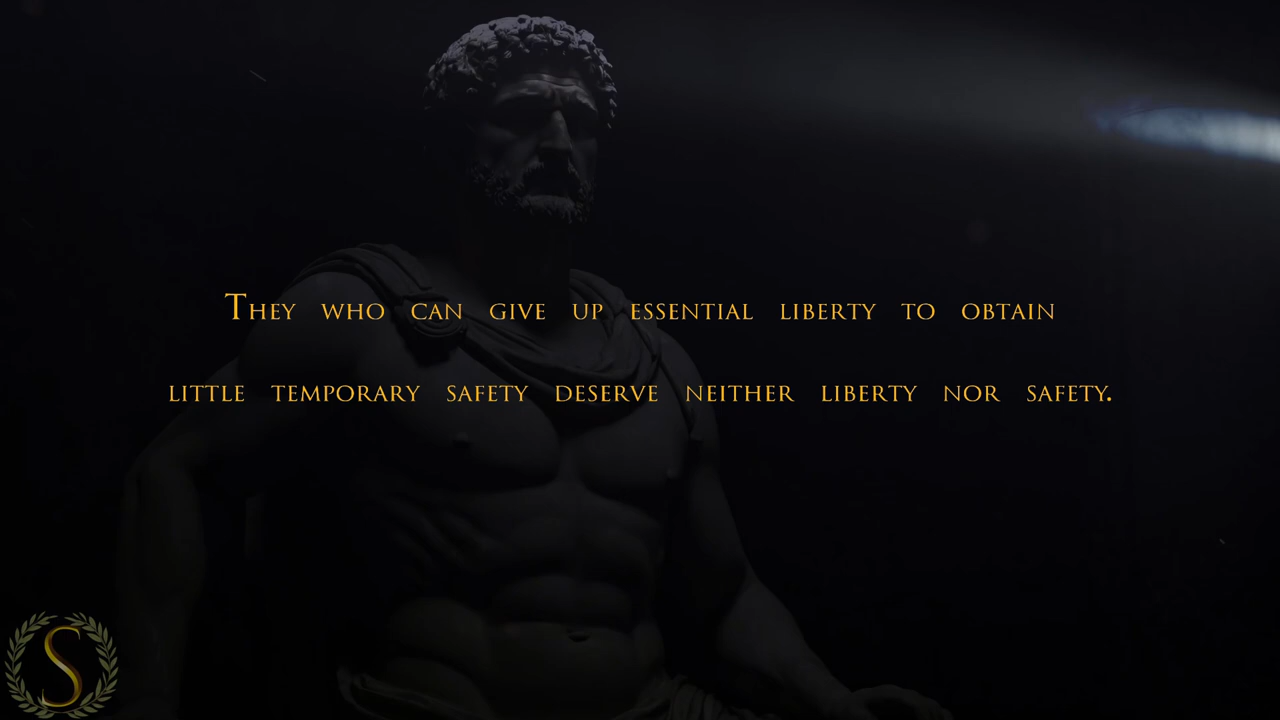 They who can give up essential liberty to obtain
little temporary safety deserve neither liberty nor safety.
S